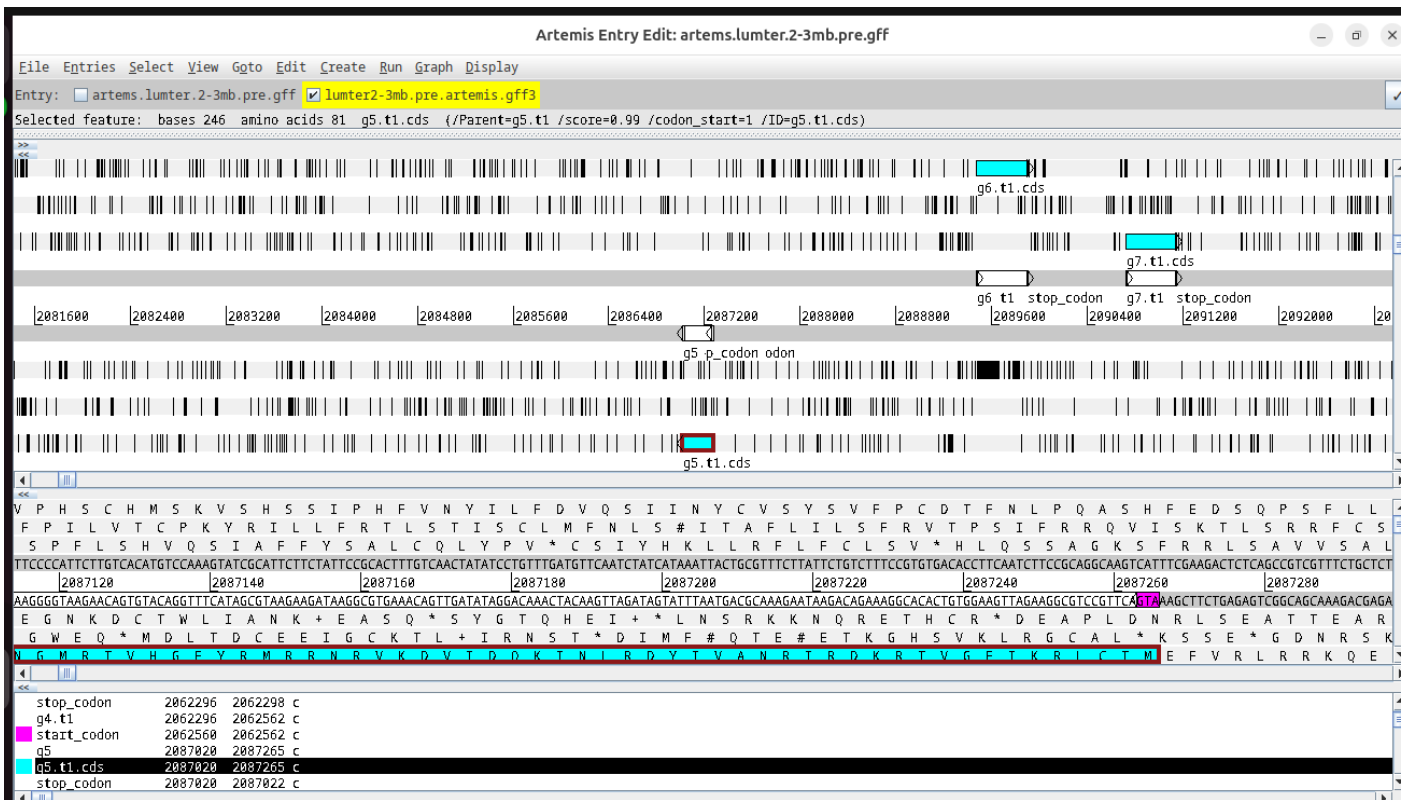 Artemis Entry Edit: artems.lumter.2-3mb.pre.gff
File Entries Select View Goto Edit Create Run Graph Display
Entry: artems.lumter.2-3mb.pre.gff lumter2-3mb.pre.artemis.gff3
Selected feature: bases 246 amino acids 81 g5.t1.cds (/Parent=g5.t1 /score=0.99 /codon_start=1 /ID=g5.t1.cds)
>>
<<
g6.t1.cds
g7.t1.cds
g6 t1 stop_codon g7.t1 stop_codon
2081600 2082400 2083200 2084000 2084800 2085600 2086400 2087200 2088000 2088800 2089600 2090400 2091200 2092000 20
g5 p_codon odon
g5.t1.cds
<<
V P H S C H M S K V S H S S I P H F V N Y I L F D V Q S I I N Y C V S Y S V F P C D T F N L P Q A S H F E D S Q P S F L L
F P I L V T C P K Y R I L L F R T L S T I S C L M F N L S # I T A F L I L S F R V T P S I F R R Q V I S K T L S R R F C S
S P F L S H V Q S I A F F Y S A L C Q L Y P V * C S I Y H K L L R F L F C L S V * H L Q S S A G K S F R R L S A V V S A L
TTCCCCATTCTTGTCACATGTCCAAAGTATCGCATTCTTCTATTCCGCACTTTGTCAACTATATCCTGTTTGATGTTCAATCTATCATAAATTACTGCGTTTCTTATTCTGTCTTTCCGTGTGACACCTTCAATCTTCCGCAGGCAAGTCATTTCGAAGACTCTCAGCCGTCGTTTCTGCTCT
2087120 2087140 2087160 2087180 2087200 2087220 2087240 2087260 2087280
AAGGGGTAAGAACAGTGTACAGGTTTCATAGCGTAAGAAGATAAGGCGTGAAACAGTTGATATAGGACAAACTACAAGTTAGATAGTATTTAATGACGCAAAGAATAAGACAGAAAGGCACACTGTGGAAGTTAGAAGGCGTCCGTTCAGTAAAGCTTCTGAGAGTCGGCAGCAAAGACGAGA
E G N K D C T W L I A N K + E A S Q * S Y G T Q H E I + * L N S R K K N Q R E T H C R * D E A P L D N R L S E A T T E A R
G W E Q * M D L T D C E E I G C K T L + I R N S T * D I M F # Q T E # E T K G H S V K L R G C A L * K S S E * G D N R S K
N G M R T V H G F Y R M R R N R V K D V T D Q K T N L R D Y T V A N R T R D K R T V G E T K R L C T M E F V R L R R K Q E
<<
stop_codon 2062296 2062298 c
g4.t1 2062296 2062562 c
start_codon 2062560 2062562 c
g5 2087020 2087265 c
g5.t1.cds 2087020 2087265 c
stop_codon 2087020 2087022 c